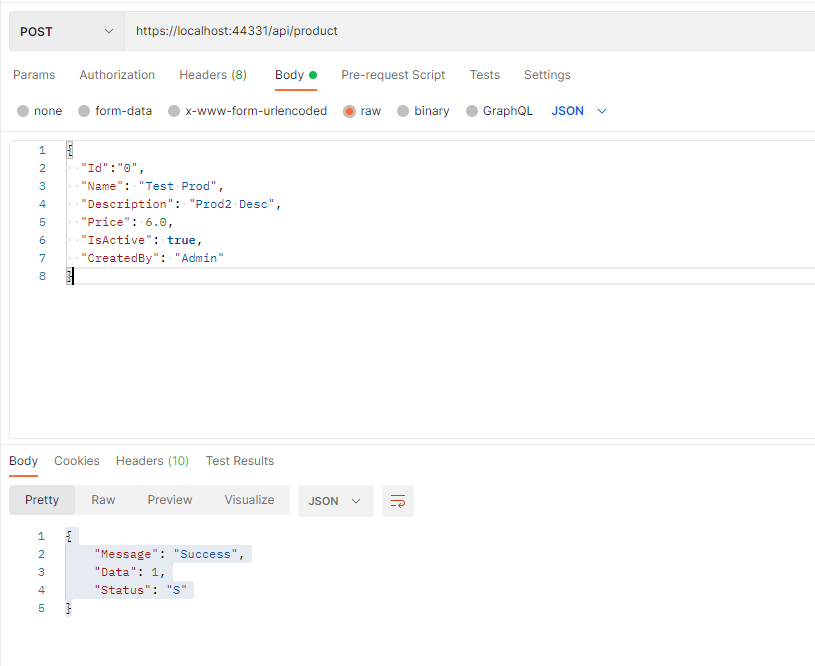 POST https://localhost:44331/api/product
Params Authorization Headers (8) Body Pre-request Script Tests Settings
none form-data x-www-form-urlencoded raw binary GraphQL JSON
1 {
2 "Id":"0",
3 "Name": "Test Prod",
4 "Description": "Prod2 Desc",
5 "Price": 6.0,
6 "IsActive": true,
7 "CreatedBy": "Admin"
8 }
Body Cookies Headers (10) Test Results
Pretty Raw Preview Visualize JSON
1 {
2 "Message": "Success",
3 "Data": 1,
4 "Status": "S"
5 }